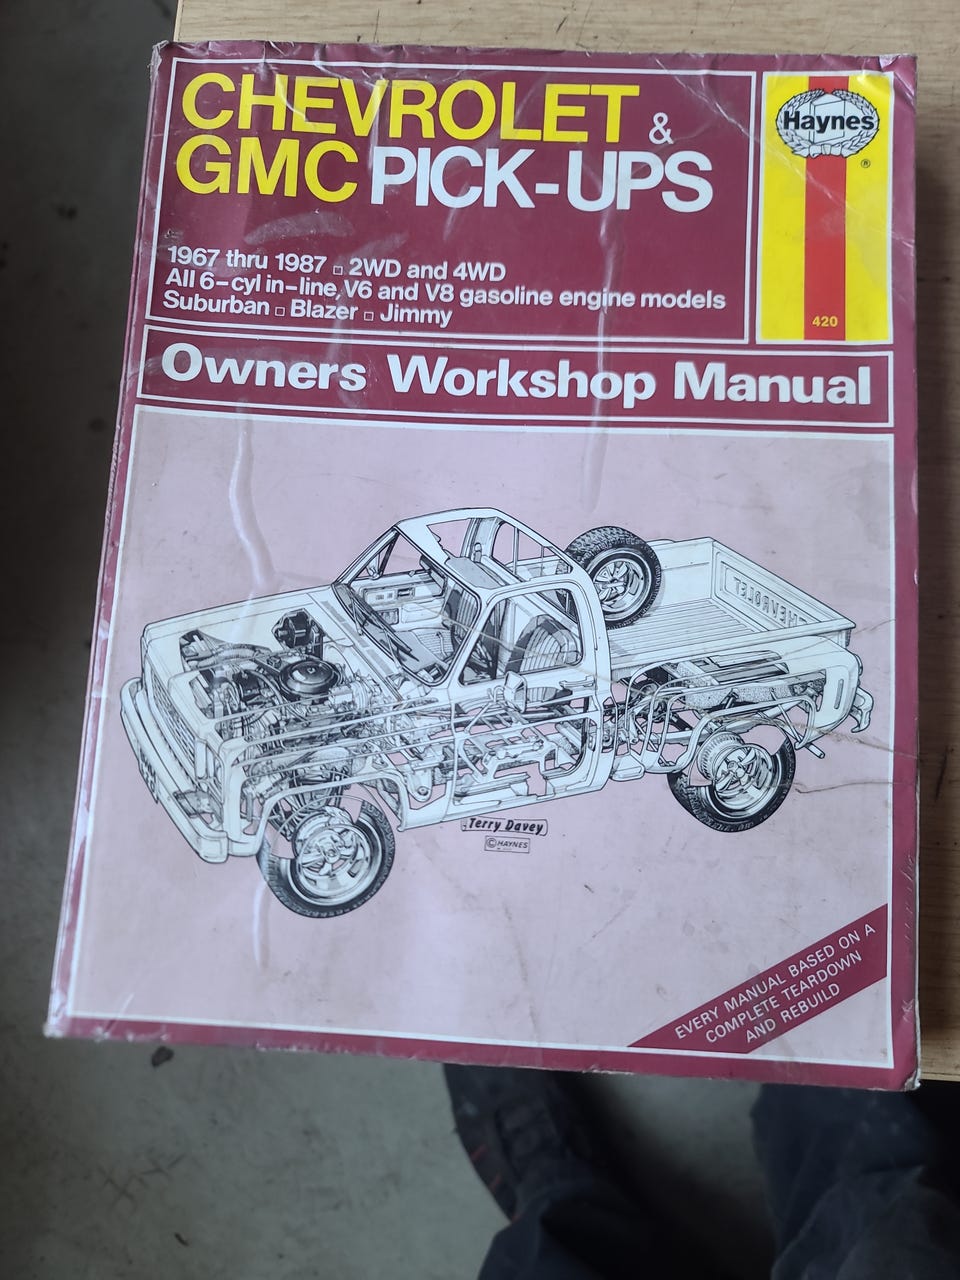 CHEVROLET &
GMC PICK-UPS
Haynes
®
1967 thru 1987 □ 2WD and 4WD
All 6-cyl in-line, V6 and V8 gasoline engine models
Suburban □ Blazer □ Jimmy
420
Owners Workshop Manual
CHEVROLET
Terry Davey
© HAYNES
EVERY MANUAL BASED ON A
COMPLETE TEARDOWN
AND REBUILD